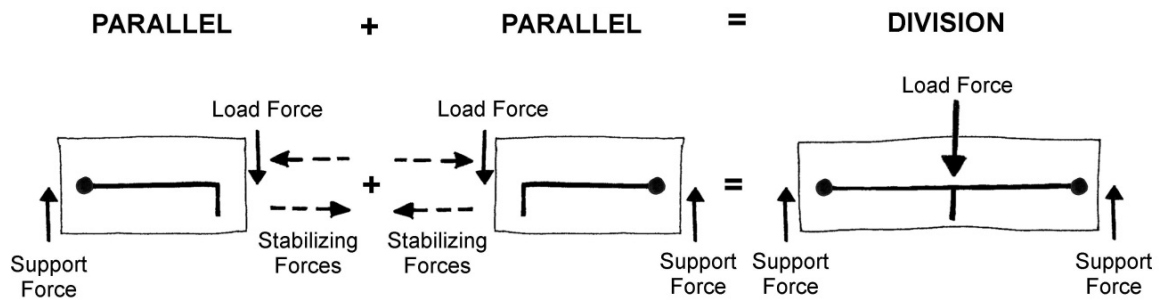 PARALLEL + PARALLEL = DIVISION
Load Force
Load Force
Load Force
+
=
Support
Force
Stabilizing
Forces
Stabilizing
Forces
Support
Force
Support
Force
Support
Force